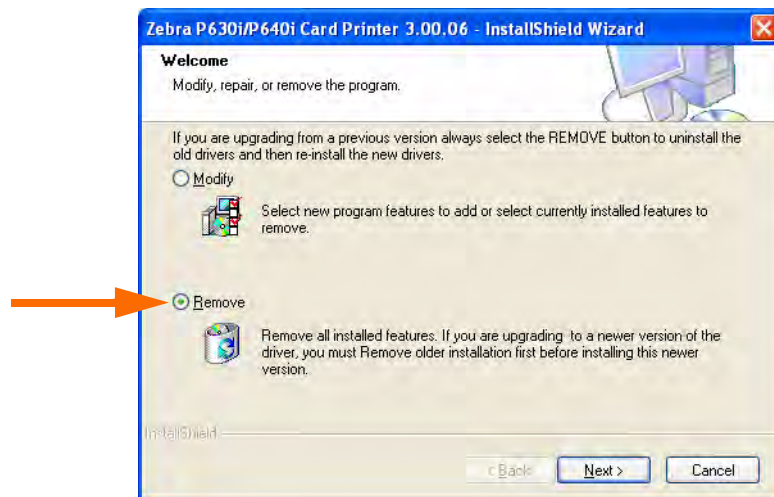 Zebra P630i/P640i Card Printer 3.00.06 - InstallShield Wizard
Welcome
Modify, repair, or remove the program.
If you are upgrading from a previous version always select the REMOVE button to uninstall the
old drivers and then re-install the new drivers.
Modify
Select new program features to add or select currently installed features to
remove.
Remove
Remove all installed features. If you are upgrading to a newer version of the
driver, you must Remove older installation first before installing this newer
version.
InstallShield
< Back
Next >
Cancel